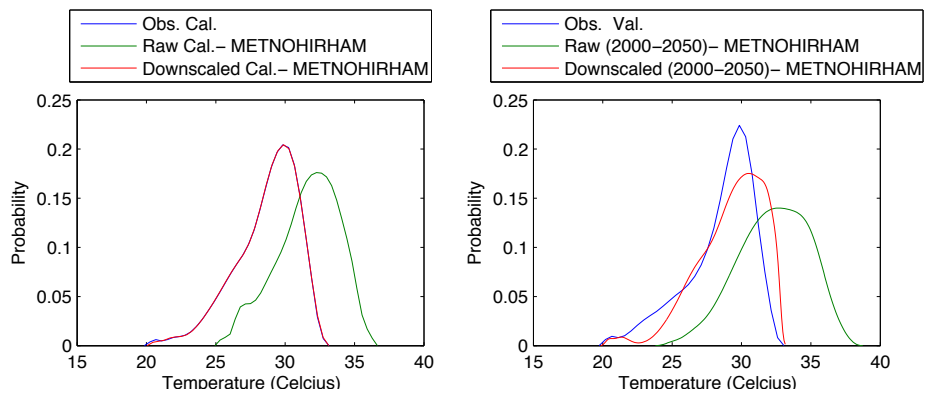 Obs. Cal.
Raw Cal.− METNOHIRHAM
Downscaled Cal.− METNOHIRHAM
0.25
0.2
0.15
0.1
0.05
0
Probability
15 20 25 30 35 40
Temperature (Celcius)
Obs. Val.
Raw (2000−2050)− METNOHIRHAM
Downscaled (2000−2050)− METNOHIRHAM
0.25
0.2
0.15
0.1
0.05
0
Probability
15 20 25 30 35 40
Temperature (Celcius)